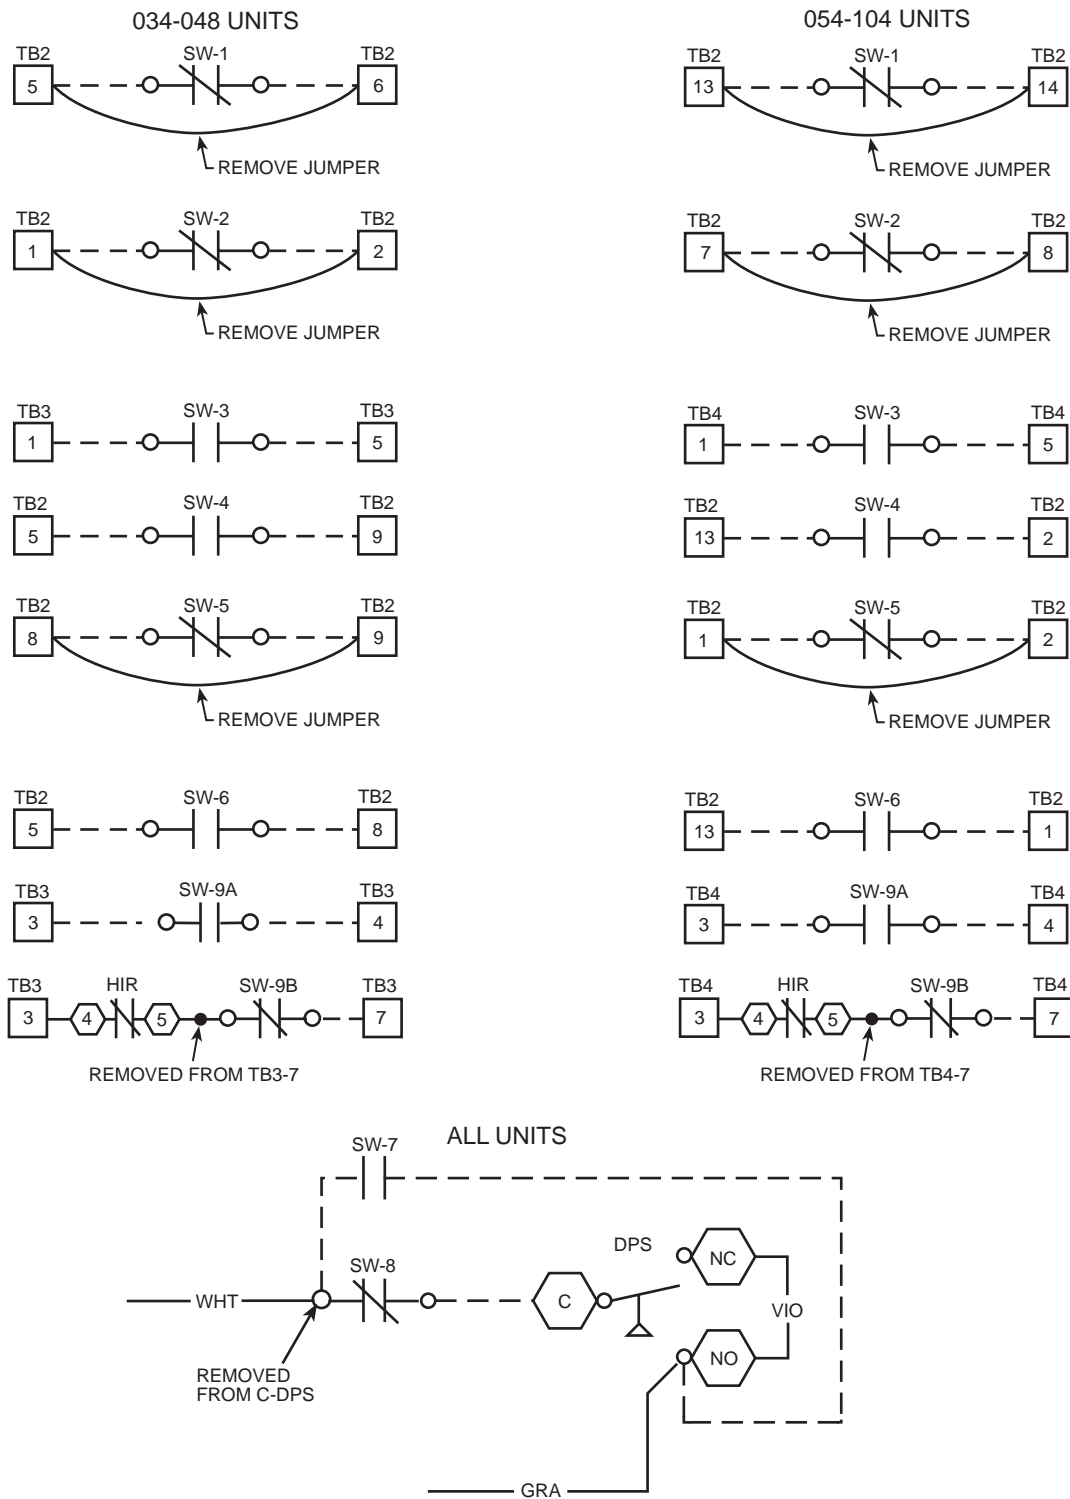 034-048 UNITS
TB2 SW-1 TB2
5 6
REMOVE JUMPER
TB2 SW-2 TB2
1 2
REMOVE JUMPER
TB3 SW-3 TB3
1 5
TB2 SW-4 TB2
5 9
TB2 SW-5 TB2
8 9
REMOVE JUMPER
TB2 SW-6 TB2
5 8
TB3 SW-9A TB3
3 4
TB3 HIR SW-9B TB3
3 4 5 7
REMOVED FROM TB3-7
054-104 UNITS
TB2 SW-1 TB2
13 14
REMOVE JUMPER
TB2 SW-2 TB2
7 8
REMOVE JUMPER
TB4 SW-3 TB4
1 5
TB2 SW-4 TB2
13 2
TB2 SW-5 TB2
1 2
REMOVE JUMPER
TB2 SW-6 TB2
13 1
TB4 SW-9A TB4
3 4
TB4 HIR SW-9B TB4
3 4 5 7
REMOVED FROM TB4-7
ALL UNITS
SW-7
DPS NC
SW-8
WHT C VIO
NO
REMOVED
FROM C-DPS
GRA